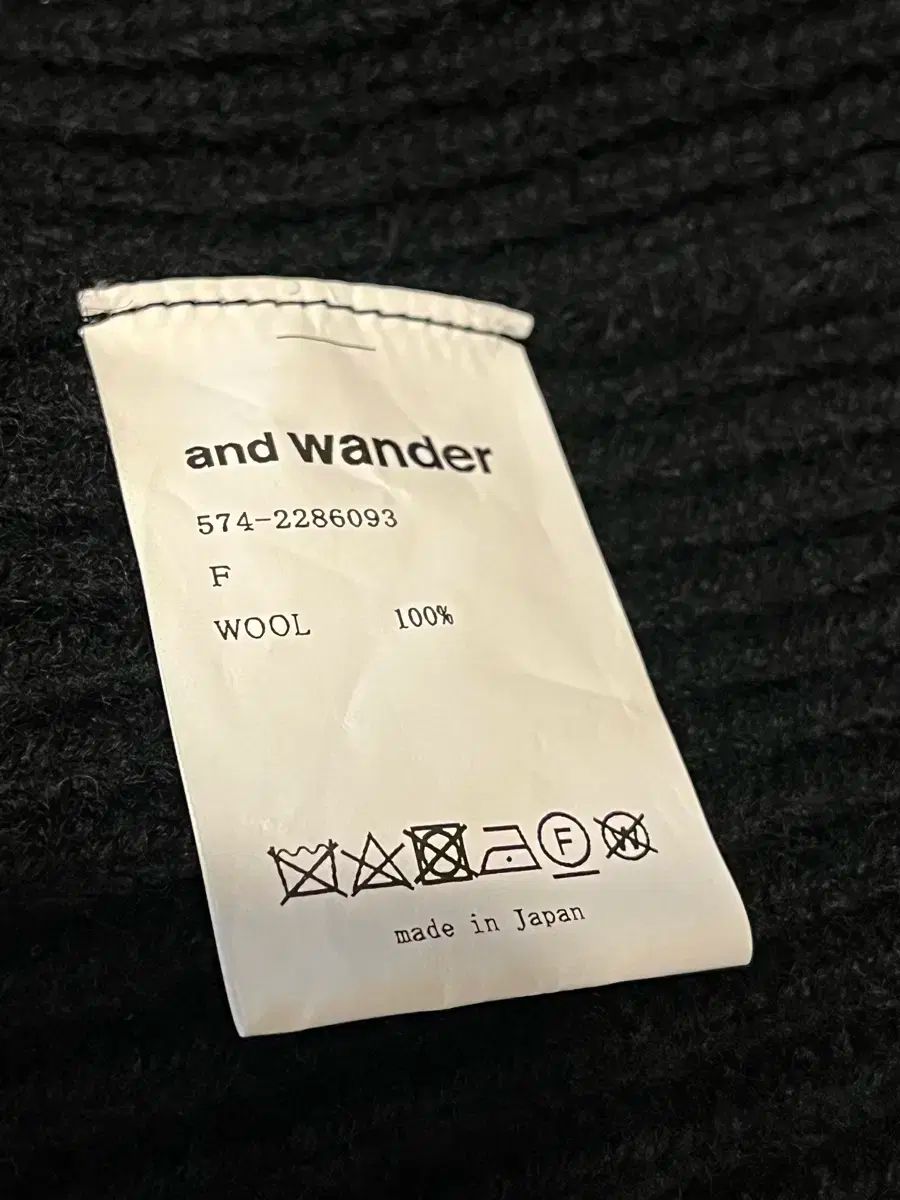 and wander
574-2286093
F
WOOL 100%
F W
made in Japan